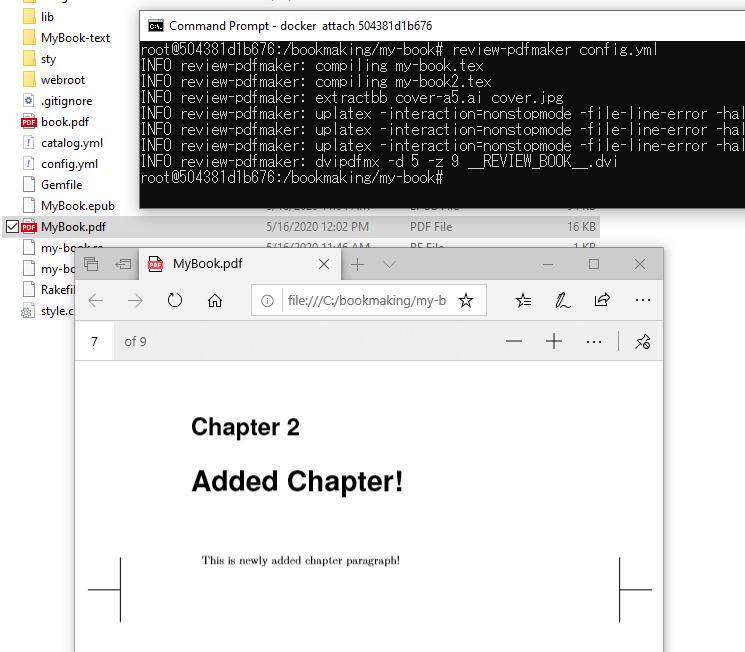 lib
MyBook-text
sty
webroot
.gitignore
PDF book.pdf
catalog.yml
config.yml
Gemfile
MyBook.epub
PDF MyBook.pdf 5/16/2020 12:02 PM PDF File 16 KB
my-book.re 5/16/2020 11:46 AM RE File 1 KB
my-bo
Rakefil
style.c
Command Prompt - docker attach 504381d1b676
root@504381d1b676:/bookmaking/my-book# review-pdfmaker config.yml
INFO review-pdfmaker: compiling my-book.tex
INFO review-pdfmaker: compiling my-book2.tex
INFO review-pdfmaker: extractbb cover-a5.ai cover.jpg
INFO review-pdfmaker: uplatex -interaction=nonstopmode -file-line-error -hal
INFO review-pdfmaker: uplatex -interaction=nonstopmode -file-line-error -hal
INFO review-pdfmaker: uplatex -interaction=nonstopmode -file-line-error -hal
INFO review-pdfmaker: dvipdfmx -d 5 -z 9 __REVIEW_BOOK__.dvi
root@504381d1b676:/bookmaking/my-book#
PDF MyBook.pdf
file:///C:/bookmaking/my-b
7 of 9
Chapter 2
Added Chapter!
This is newly added chapter paragraph!